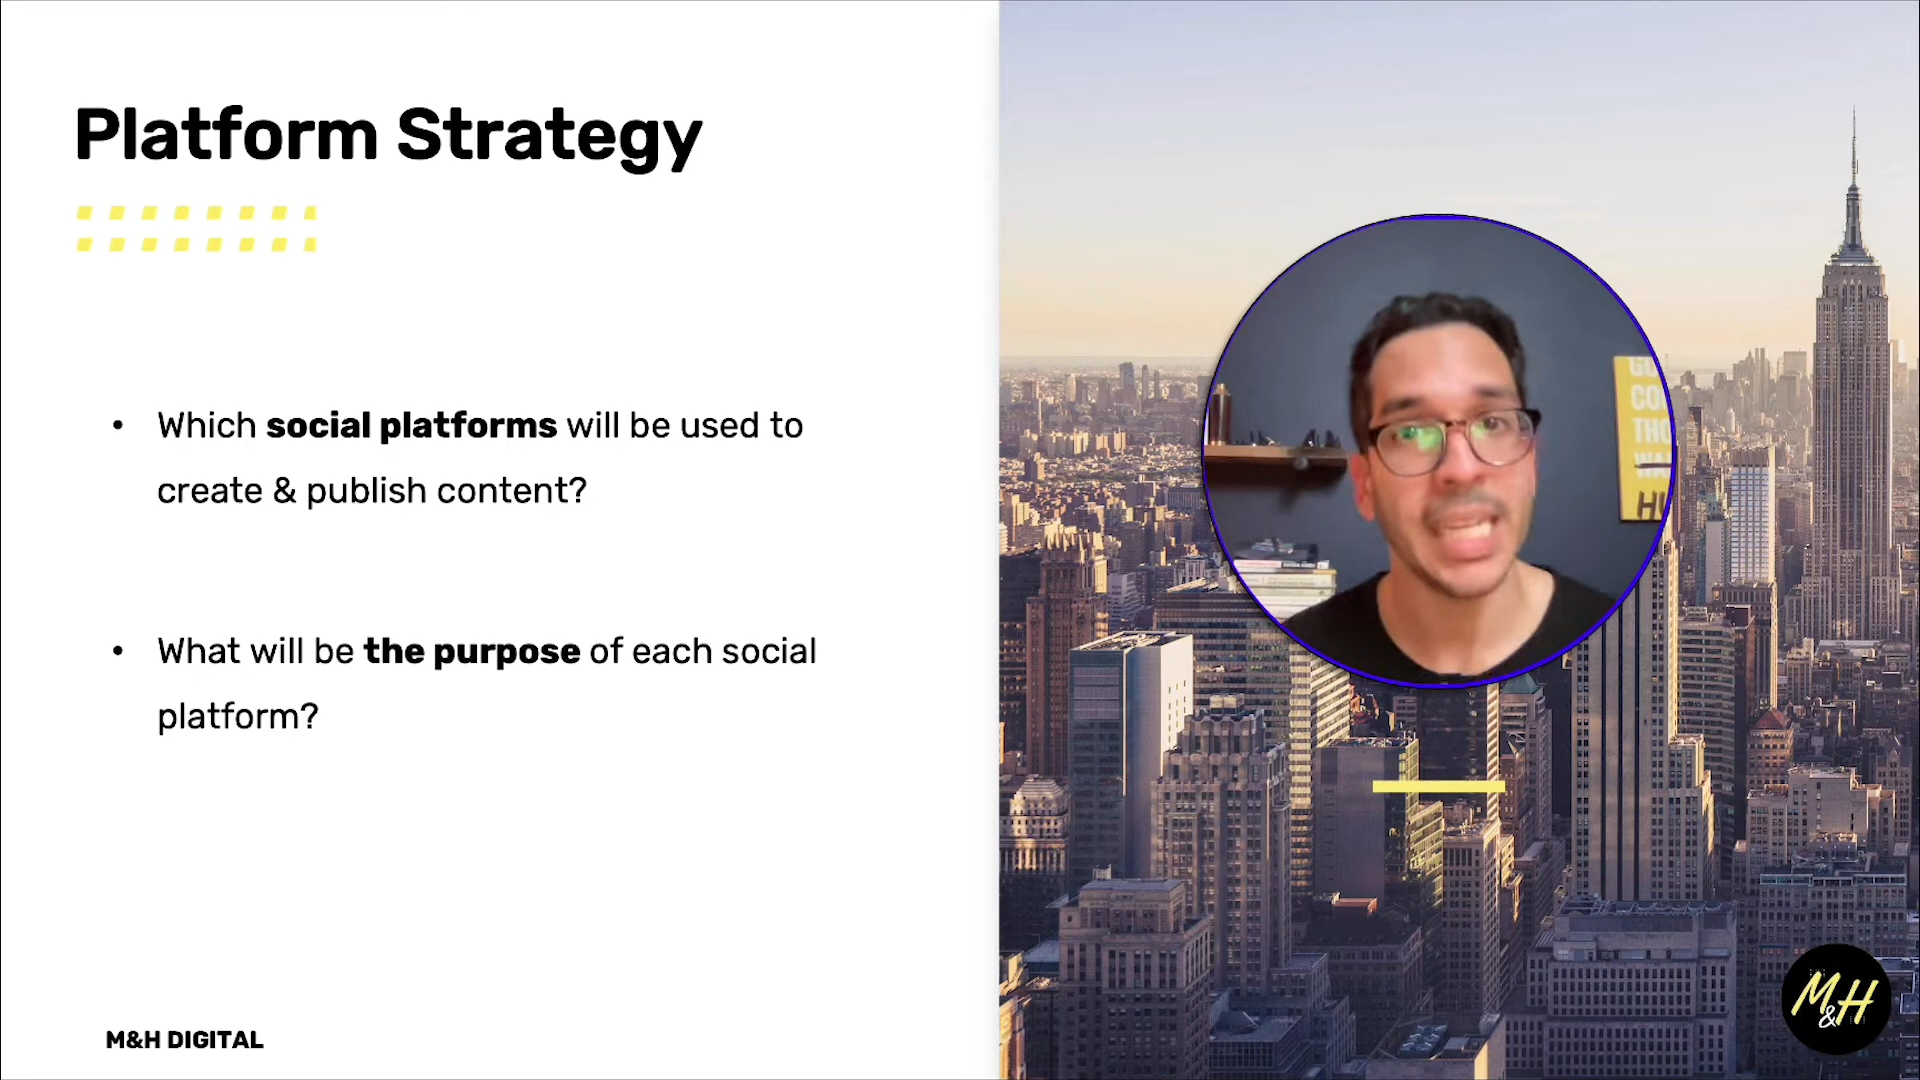 Platform Strategy
• Which social platforms will be used to
create & publish content?
• What will be the purpose of each social
platform?
M&H DIGITAL
M&H